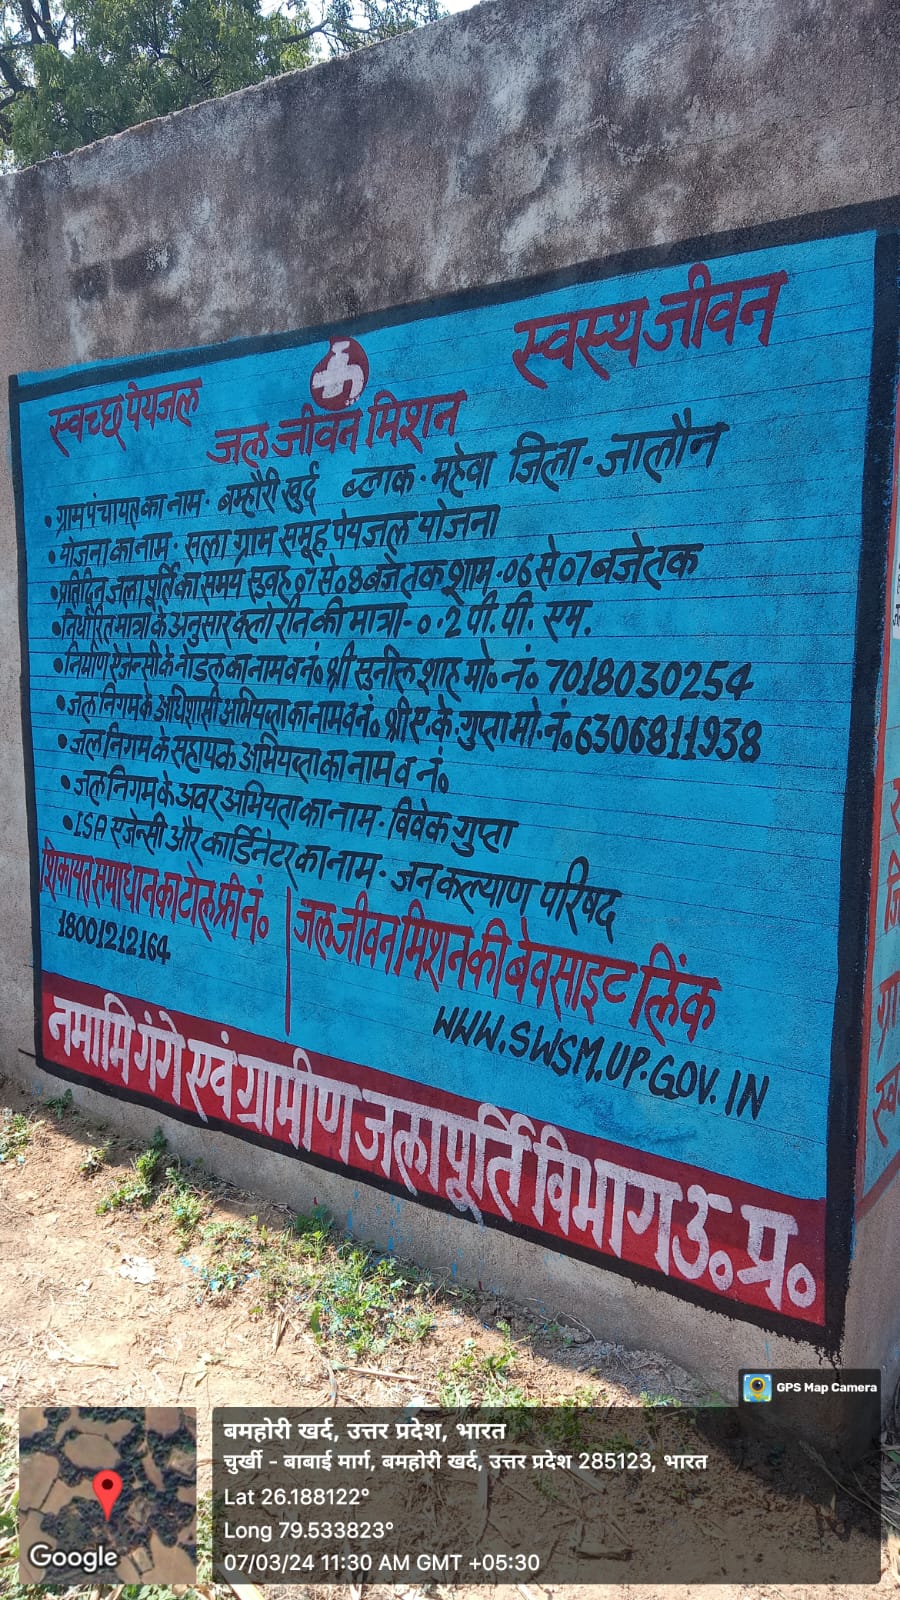 स्वच्छ पेयजल
स्वस्थ जीवन
जल जीवन मिशन
• ग्राम पंचायत का नाम - बम्हौरी खुर्द ब्लाक - महेवा जिला - जालौन
• योजना का नाम - सला ग्राम समूह पेयजल योजना
• प्रतिदिन जला पूर्ति का समय सुवह 07 से 08 बजे तक शाम - 06 से 07 बजे तक
• निर्धारित मात्रा के अनुसार क्लोरीन की मात्रा - 0.2 पी. पी. एम.
• निर्माण ऐजेन्सी के नोडल का नाम व नं० श्री सुनील शाह मो० नं० 7018030254
• जल निगम के अधिशासी अभियन्ता का नाम व नं० श्री ए. के. गुप्ता मो. नं० 6306811938
• जल निगम के सहायक अभियन्ता का नाम व नं०
• जल निगम के अवर अभियता का नाम - विवेक गुप्ता
• ISA एजेन्सी और कार्डिनेटर का नाम - जन कल्याण परिषद
शिकायत समाधान का टोल फ्री नं०
18001212164
जल जीवन मिशन की बेवसाइट लिंक
WWW.SWSM.UP.GOV.IN
नमामि गंगे एवं ग्रामीण जलापूर्ति विभाग उ० प्र०
GPS Map Camera
बमहोरी खर्द, उत्तर प्रदेश, भारत
चुर्खी - बाबाई मार्ग, बमहोरी खर्द, उत्तर प्रदेश 285123, भारत
Lat 26.188122°
Long 79.533823°
07/03/24 11:30 AM GMT +05:30
Google